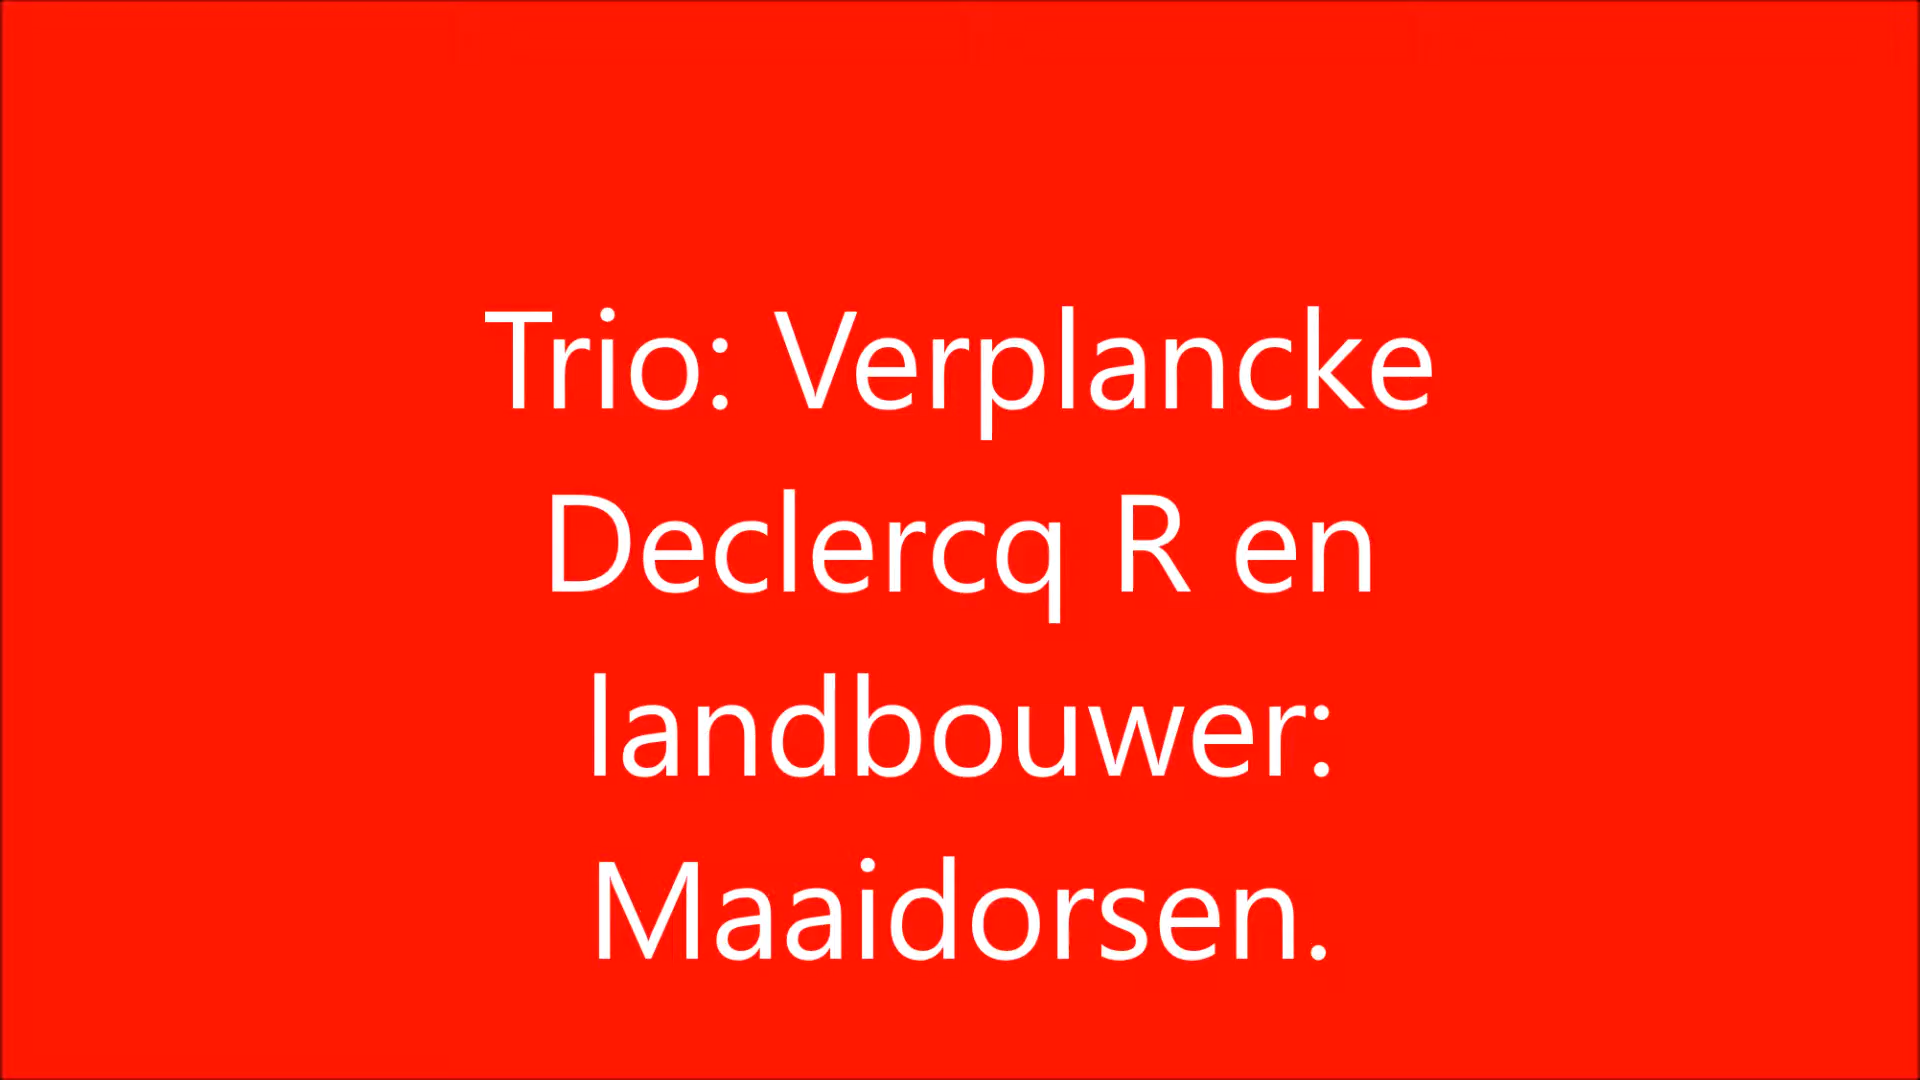 Trio: Verplancke
Declercq R en
landbouwer:
Maaidorsen.